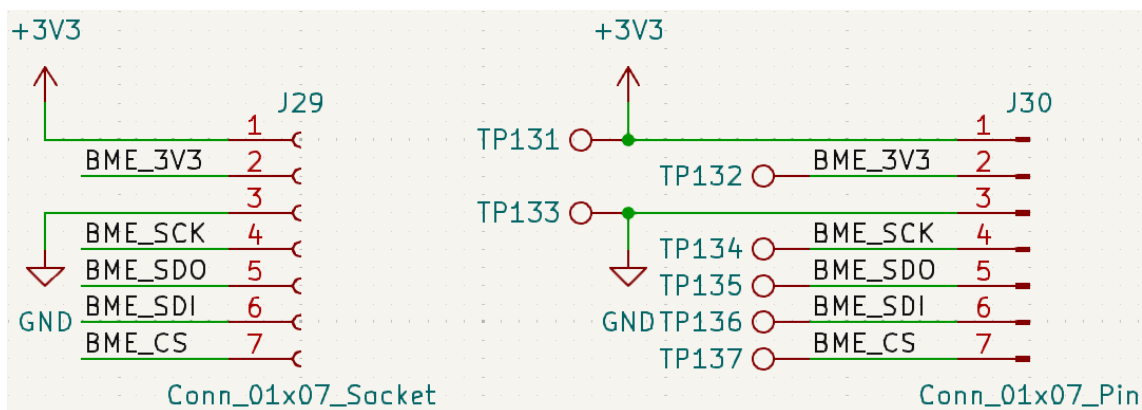 +3V3 +3V3
J29 J30
1 TP131 1
BME_3V3 2 TP132 BME_3V3 2
3 TP133 3
BME_SCK 4 TP134 BME_SCK 4
BME_SDO 5 TP135 BME_SDO 5
GND BME_SDI 6 GND TP136 BME_SDI 6
BME_CS 7 TP137 BME_CS 7
Conn_01x07_Socket Conn_01x07_Pin